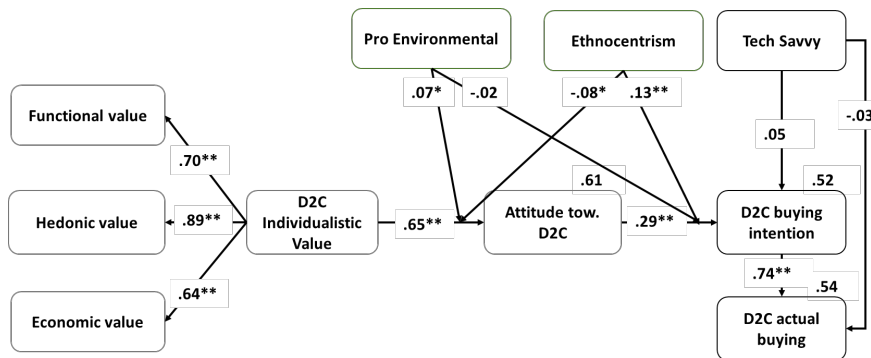 Pro Environmental
Ethnocentrism
Tech Savvy
.07*
-.02
-.08*
.13**
-.03
Functional value
.05
.70**
.61
.52
Hedonic value
.89**
D2C
Individualistic
Value
.65**
Attitude tow.
D2C
.29**
D2C buying
intention
.64**
.74**
.54
Economic value
D2C actual
buying